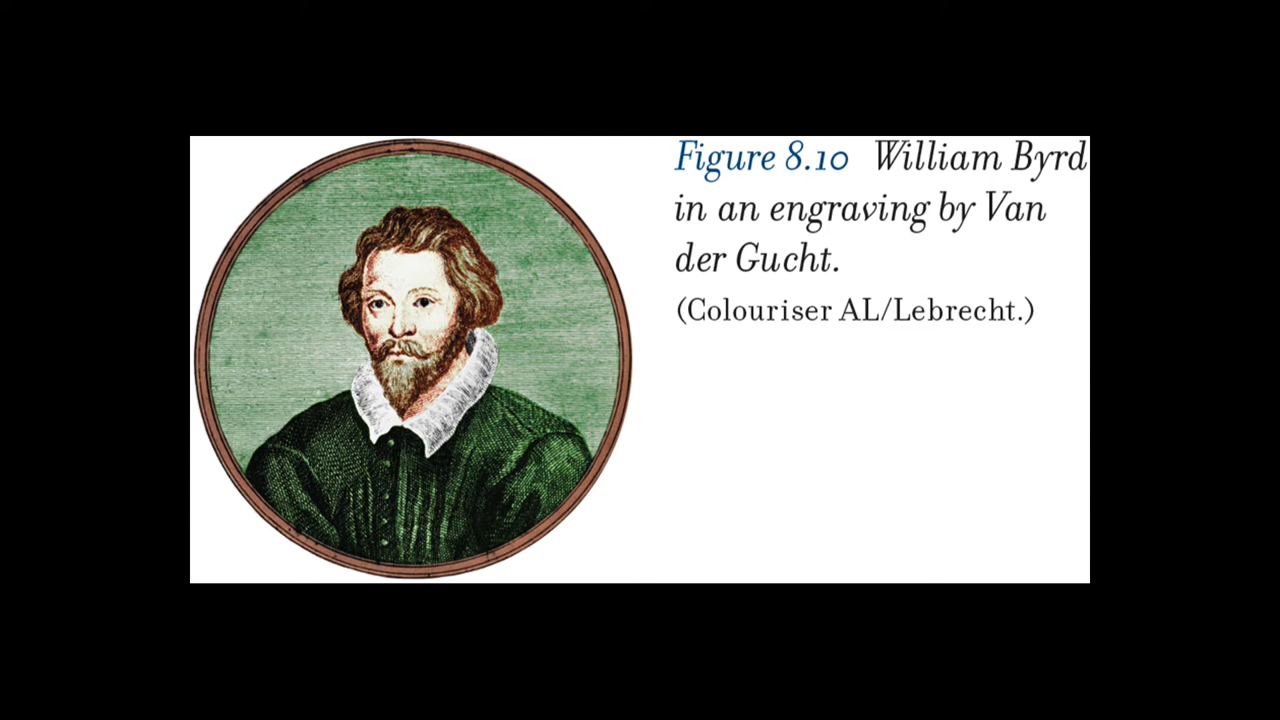 Figure 8.10 William Byrd
in an engraving by Van
der Gucht.
(Colouriser AL/Lebrecht.)